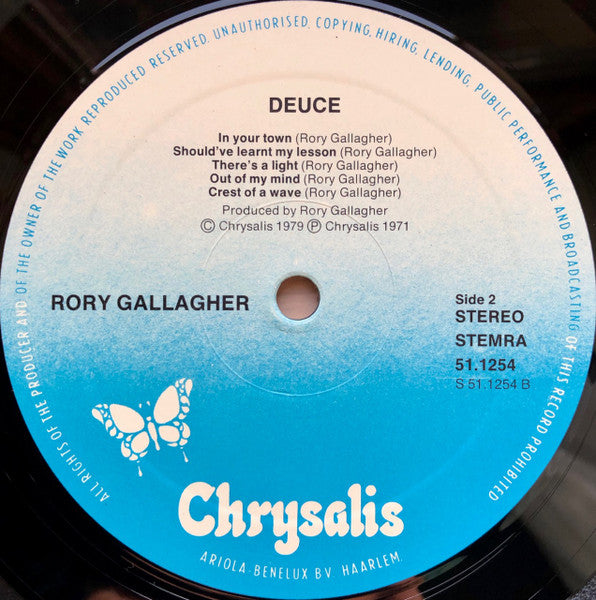 ALL RIGHTS OF THE PRODUCER AND OF THE OWNER OF THE WORK REPRODUCED RESERVED. UNAUTHORISED. COPYING, HIRING, LENDING, PUBLIC PERFORMANCE AND BROADCASTING OF THIS RECORD PROHIBITED
DEUCE
In your town (Rory Gallagher)
Should've learnt my lesson (Rory Gallagher)
There's a light (Rory Gallagher)
Out of my mind (Rory Gallagher)
Crest of a wave (Rory Gallagher)
Produced by Rory Gallagher
Ⓒ Chrysalis 1979 Ⓟ Chrysalis 1971
RORY GALLAGHER
Side 2
STEREO
STEMRA
51.1254
S 51.1254 B
Chrysalis
ARIOLA-BENELUX B.V. HAARLEM.